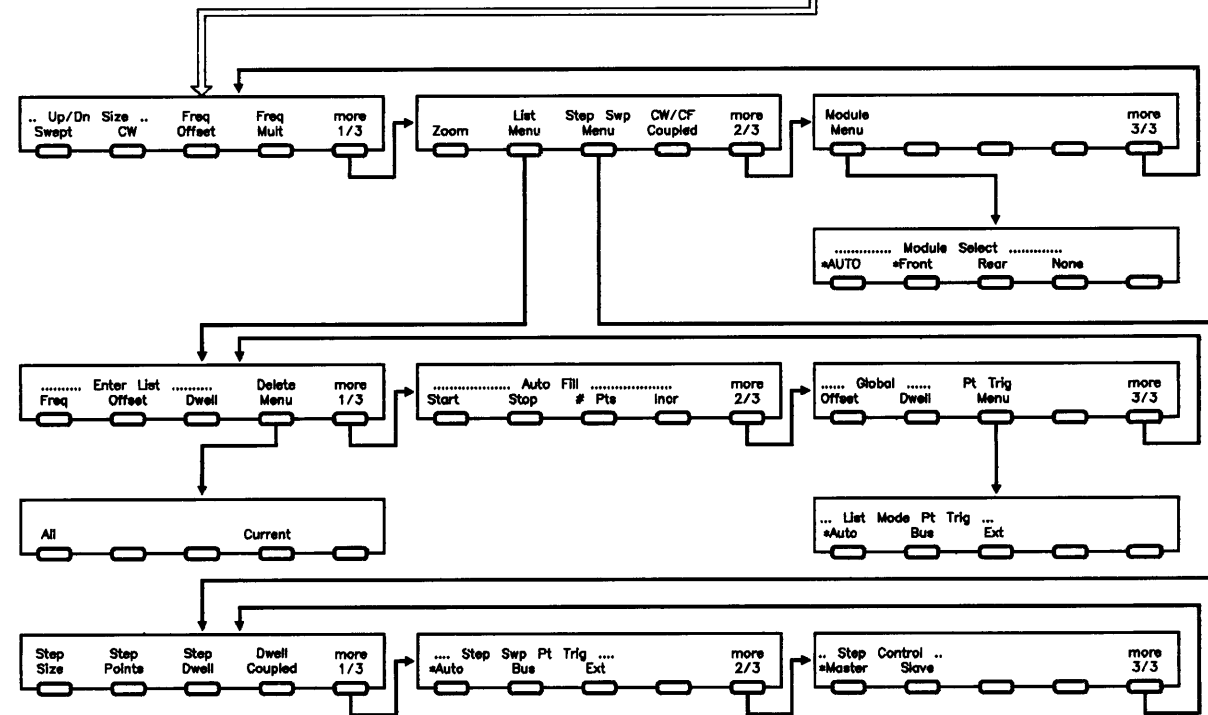 .. Up/Dn Size .. Freq Freq more
Swept CW Offset Mult 1/3
List Step Swp CW/CF more
Zoom Menu Menu Coupled 2/3
Module more
Menu 3/3
............. Module Select ............
*AUTO *Front Rear None
.......... Enter List .......... Delete more
Freq Offset Dwell Menu 1/3
................... Auto Fill ..................... more
Start Stop # Pts Incr 2/3
...... Global ...... Pt Trig more
Offset Dwell Menu 3/3
All Current
... List Mode Pt Trig ...
*Auto Bus Ext
Step Step Step Dwell more
Size Points Dwell Coupled 1/3
.... Step Swp Pt Trig .... more
*Auto Bus Ext 2/3
.. Step Control .. more
*Master Slave 3/3